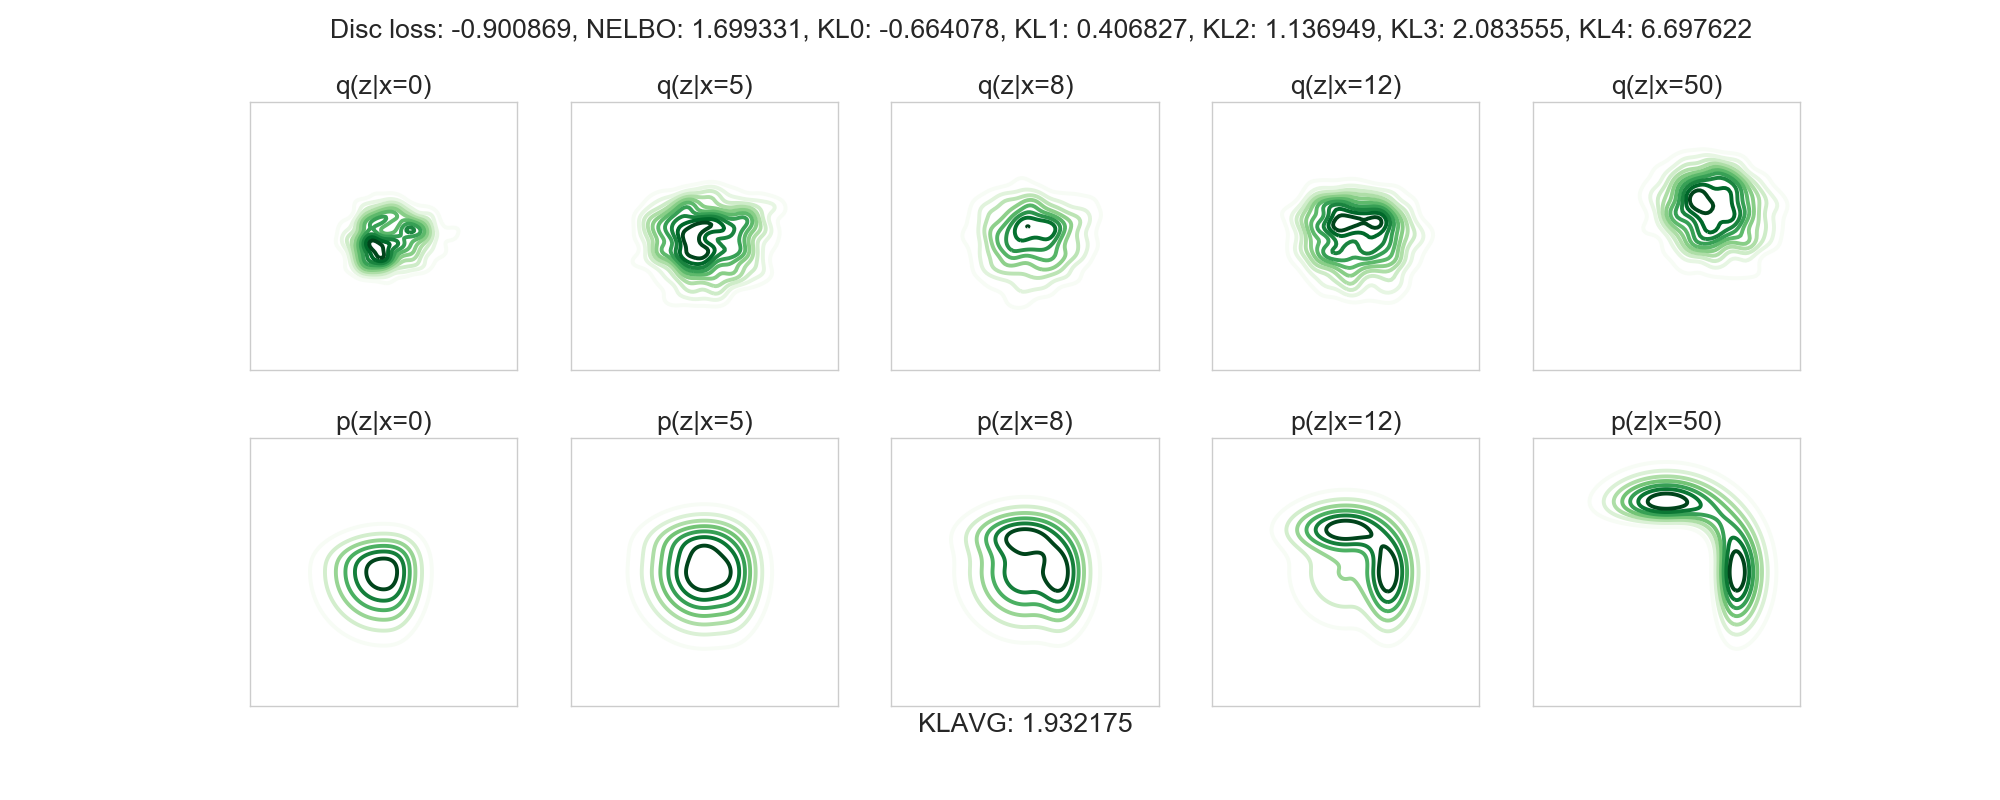 Disc loss: -0.900869, NELBO: 1.699331, KL0: -0.664078, KL1: 0.406827, KL2: 1.136949, KL3: 2.083555, KL4: 6.697622
q(z|x=0) q(z|x=5) q(z|x=8) q(z|x=12) q(z|x=50)
p(z|x=0) p(z|x=5) p(z|x=8) p(z|x=12) p(z|x=50)
KLAVG: 1.932175